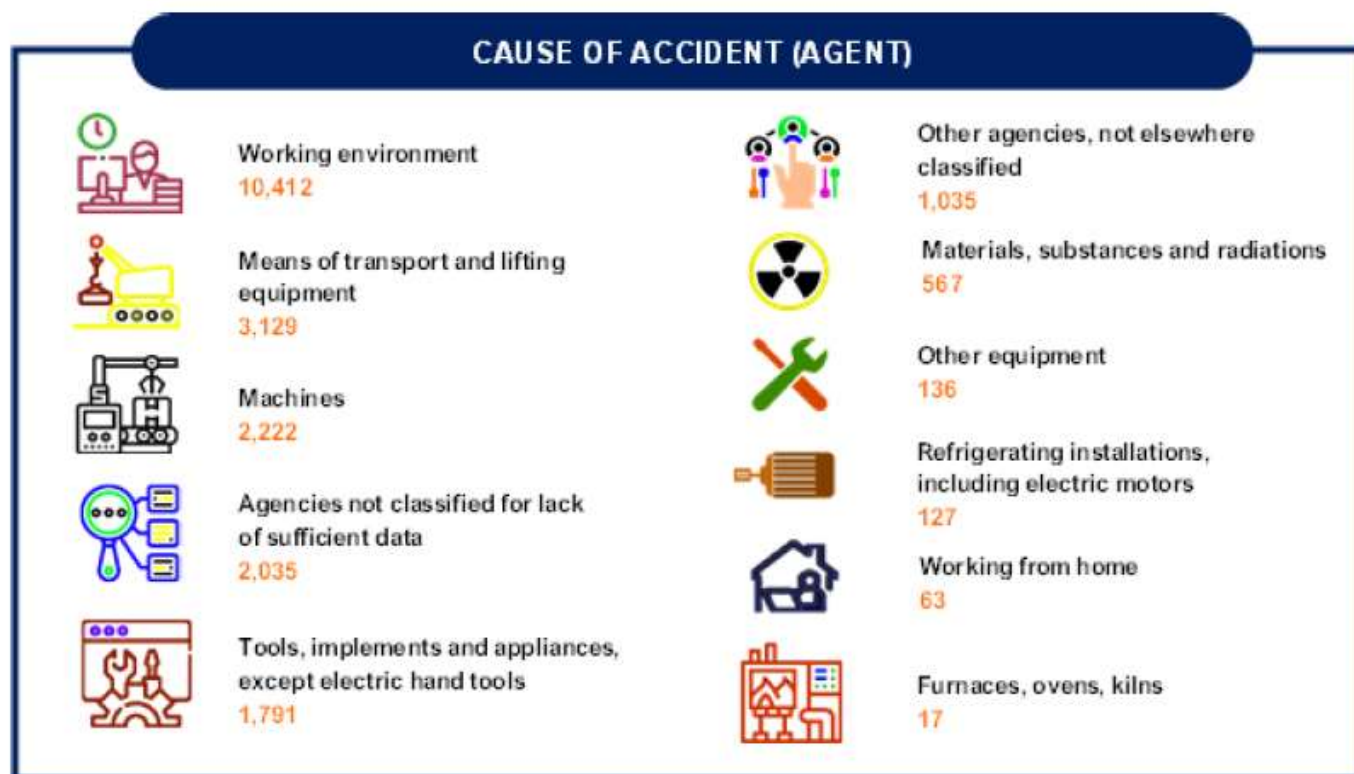 CAUSE OF ACCIDENT (AGENT)
Working environment
10,412
Means of transport and lifting
equipment
3,129
Machines
2,222
Agencies not classified for lack
of sufficient data
2,035
Tools, implements and appliances,
except electric hand tools
1,791
Other agencies, not elsewhere
classified
1,035
Materials, substances and radiations
567
Other equipment
136
Refrigerating installations,
including electric motors
127
Working from home
63
Furnaces, ovens, kilns
17